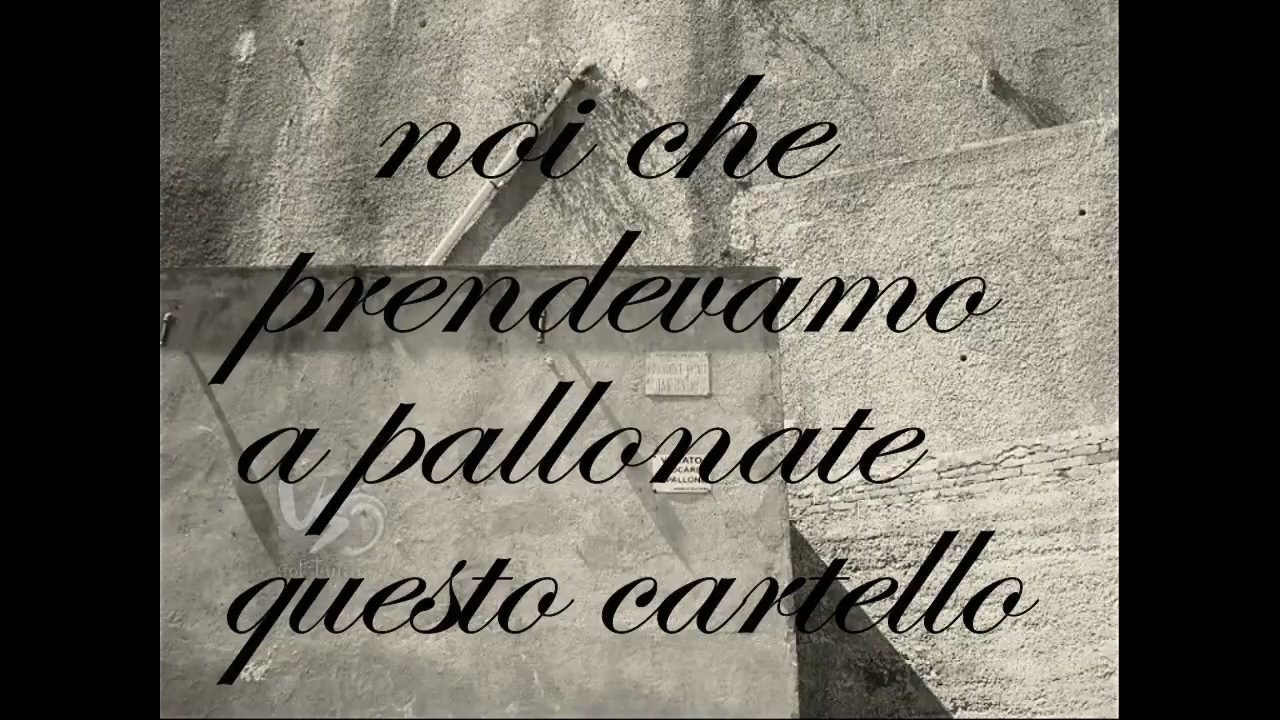 noi che
prendevamo
a pallonate
questo cartello